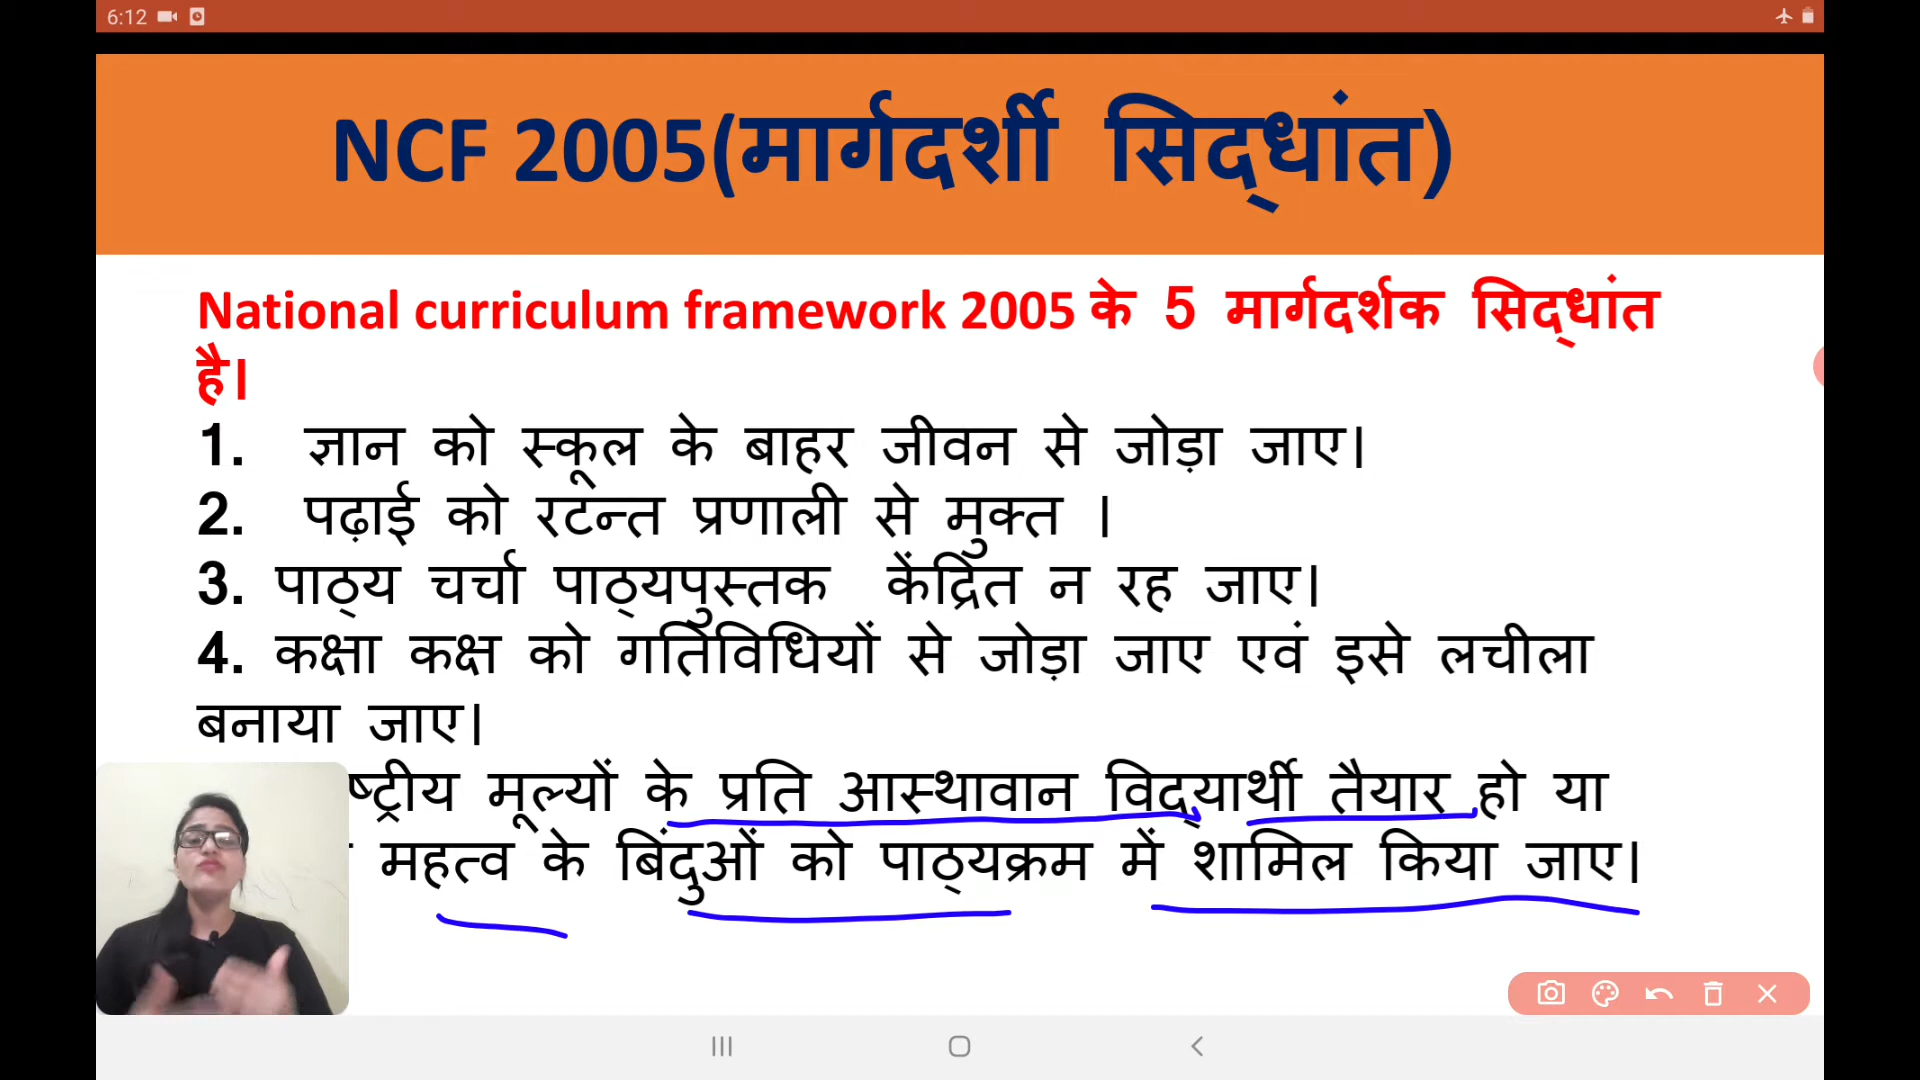 6:12
NCF 2005(मार्गदर्शी सिद्धांत)
National curriculum framework 2005 के 5 मार्गदर्शक सिद्धांत
है।
1. ज्ञान को स्कूल के बाहर जीवन से जोड़ा जाए।
2. पढ़ाई को रटन्त प्रणाली से मुक्त ।
3. पाठ्य चर्चा पाठ्यपुस्तक केंद्रित न रह जाए।
4. कक्षा कक्ष को गतिविधियों से जोड़ा जाए एवं इसे लचीला
बनाया जाए।
मूल्यों के प्रति आस्थावान विद्यार्थी तैयार हो या
महत्व के बिंदुओं को पाठ्यक्रम में शामिल किया जाए।